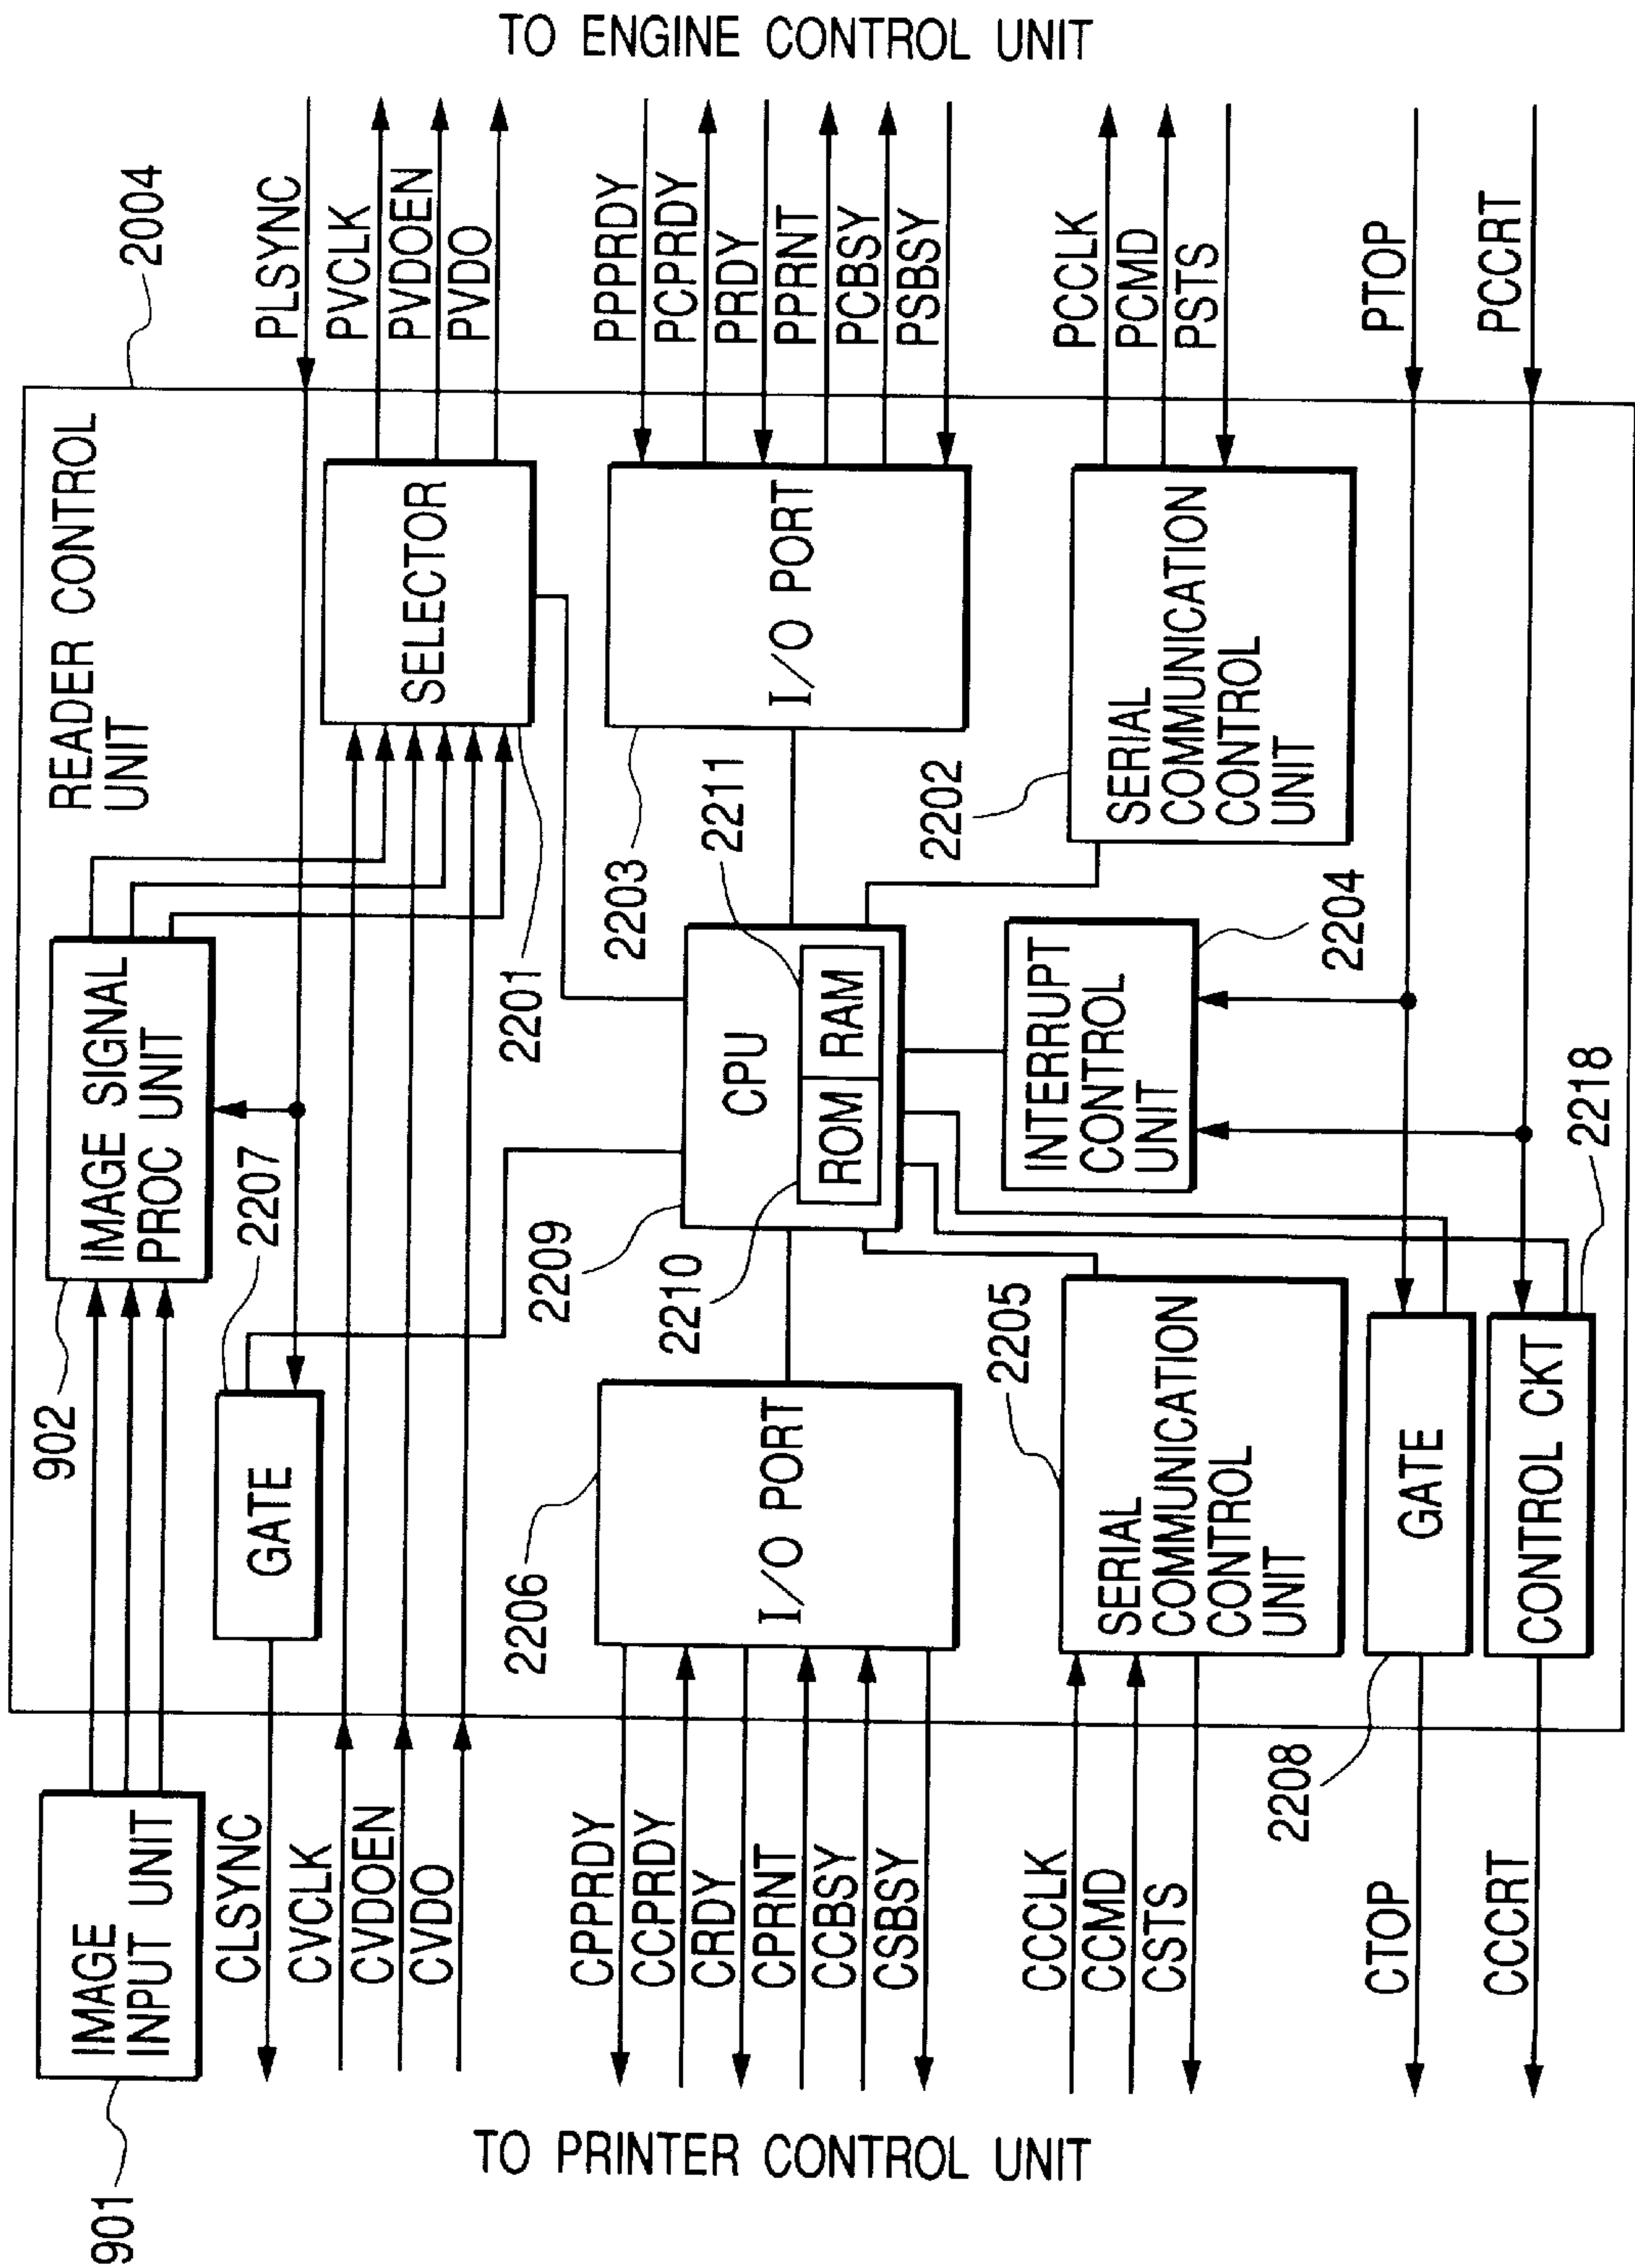 TO ENGINE CONTROL UNIT
2004
READER CONTROL
UNIT
PLSYNC
PVCLK
PVDOEN
PVDO
PPPRDY
PCPRDY
PRDY
PPRNT
PCBSY
PSBSY
PCCLK
PCMD
PSTS
PTOP
PCCRT
SELECTOR
2201
I/O PORT
2203
SERIAL
COMMUNICATION
CONTROL
UNIT
2202
IMAGE SIGNAL
PROC UNIT
902
2207
GATE
CPU
ROM
RAM
2209
2210
2211
INTERRUPT
CONTROL
UNIT
2204
I/O PORT
2206
SERIAL
COMMUNICATION
CONTROL
UNIT
2205
GATE
2208
CONTROL CKT
2218
IMAGE
INPUT UNIT
901
CLSYNC
CVCLK
CVDOEN
CVDO
CPPRDY
CCPRDY
CRDY
CPRNT
CCBSY
CSBSY
CCCLK
CCMD
CSTS
CTOP
CCCRT
TO PRINTER CONTROL UNIT